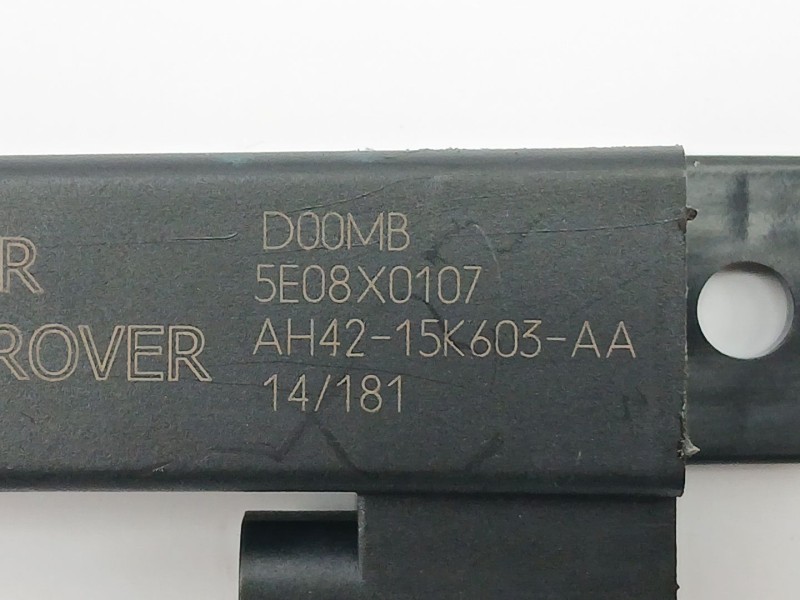 R
ROVER
D00MB
5E08X0107
AH42-15K603-AA
14/181